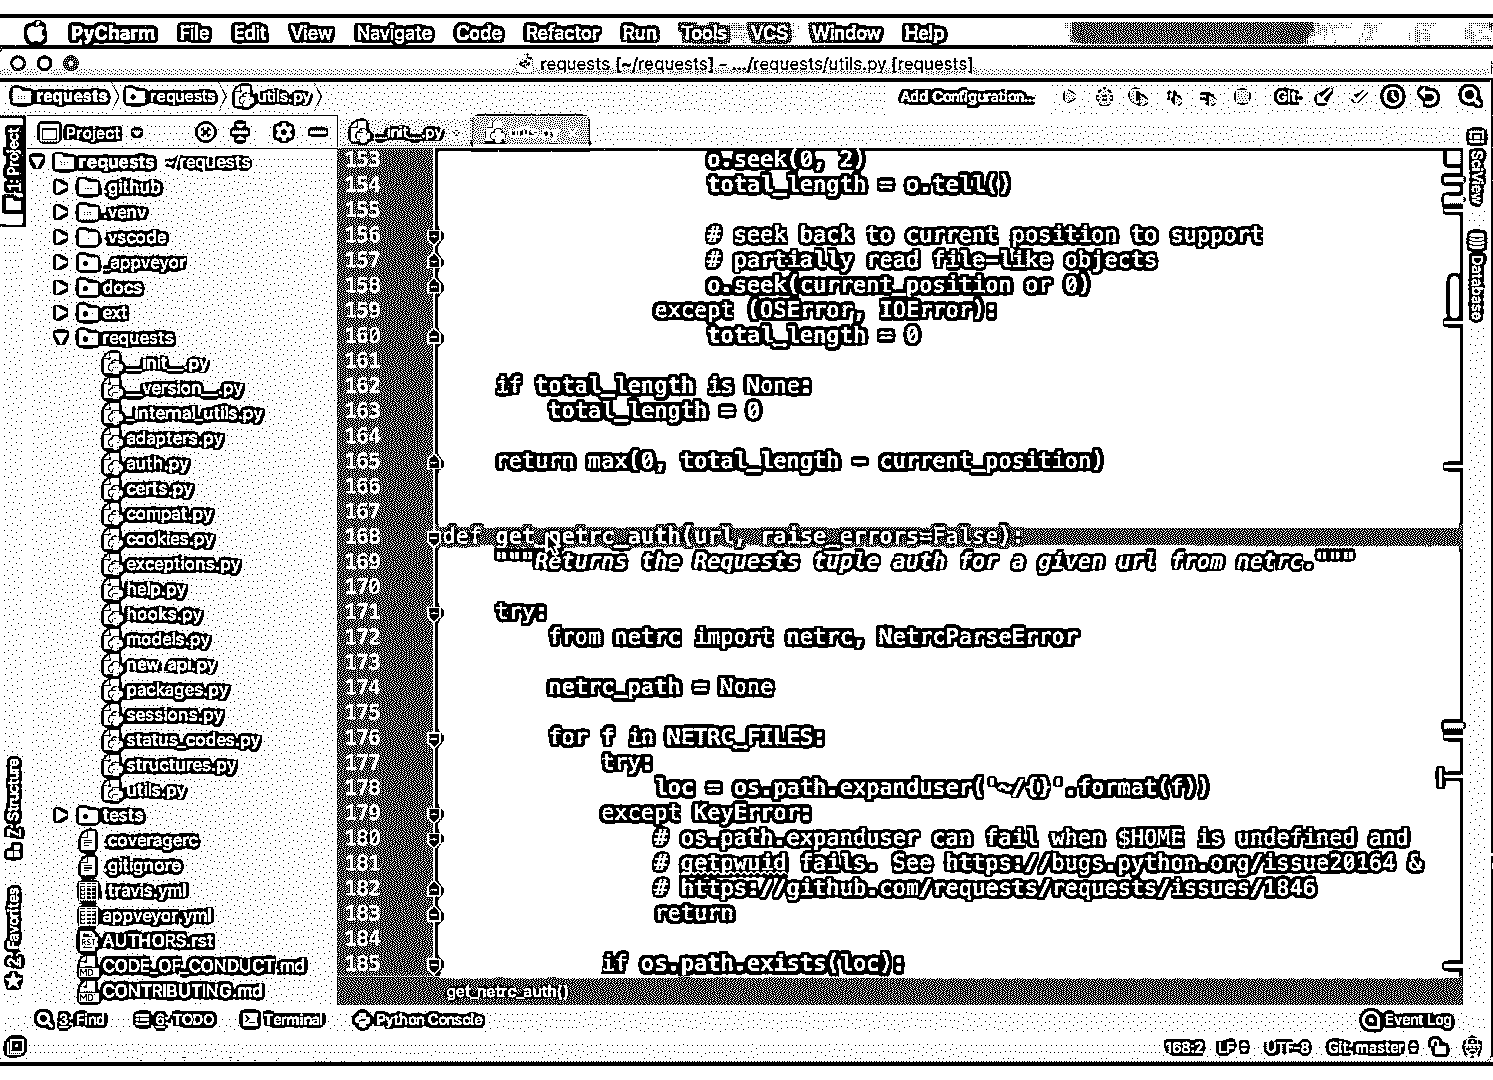 PyCharm File Edit View Navigate Code Refactor Run Tools VCS Window Help
requests [~/requests] – .../requests/utils.py [requests]
requests requests utils.py Add Configuration... Git:
1: Project
Project
__init__.py
requests ~/requests
.github
.venv
.vscode
_appveyor
docs
ext
requests
__init__.py
__version__.py
_internal_utils.py
adapters.py
auth.py
certs.py
compat.py
cookies.py
exceptions.py
help.py
hooks.py
models.py
new_api.py
packages.py
sessions.py
status_codes.py
structures.py
utils.py
tests
.coveragerc
.gitignore
.travis.yml
appveyor.yml
AUTHORS.rst
CODE_OF_CONDUCT.md
CONTRIBUTING.md
7: Structure
2: Favorites
153 o.seek(0, 2)
154 total_length = o.tell()
155
156 # seek back to current position to support
157 # partially read file-like objects
158 o.seek(current_position or 0)
159 except (OSError, IOError):
160 total_length = 0
161
162 if total_length is None:
163 total_length = 0
164
165 return max(0, total_length - current_position)
166
167
168 def get_netrc_auth(url, raise_errors=False):
169 """Returns the Requests tuple auth for a given url from netrc."""
170
171 try:
172 from netrc import netrc, NetrcParseError
173
174 netrc_path = None
175
176 for f in NETRC_FILES:
177 try:
178 loc = os.path.expanduser('~/{}'.format(f))
179 except KeyError:
180 # os.path.expanduser can fail when $HOME is undefined and
181 # getpwuid fails. See https://bugs.python.org/issue20164 &
182 # https://github.com/requests/requests/issues/1846
183 return
184
185 if os.path.exists(loc):
get_netrc_auth()
SciView
Database
3: Find 6: TODO Terminal Python Console Event Log
168:2 LF UTF-8 Git: master